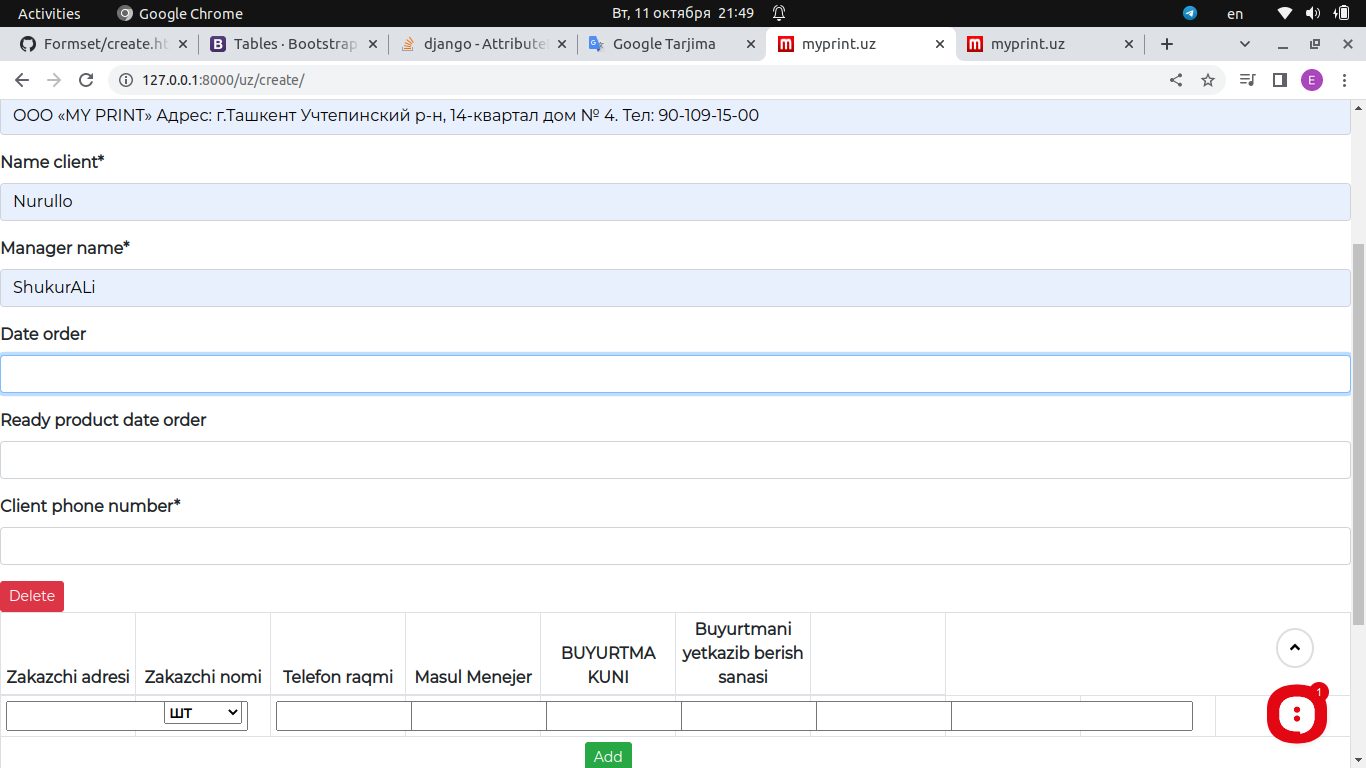 Activities
Google Chrome
Вт, 11 октября 21:49
en
Formset/create.ht
Tables · Bootstrap
django - Attribute
Google Tarjima
myprint.uz
myprint.uz
127.0.0.1:8000/uz/create/
E
ООО «MY PRINT» Адрес: г.Ташкент Учтепинский р-н, 14-квартал дом № 4. Тел: 90-109-15-00
Name client*
Nurullo
Manager name*
ShukurALi
Date order
Ready product date order
Client phone number*
Delete
Zakazchi adresi
Zakazchi nomi
Telefon raqmi
Masul Menejer
BUYURTMA
KUNI
Buyurtmani
yetkazib berish
sanasi
шт
1
Add